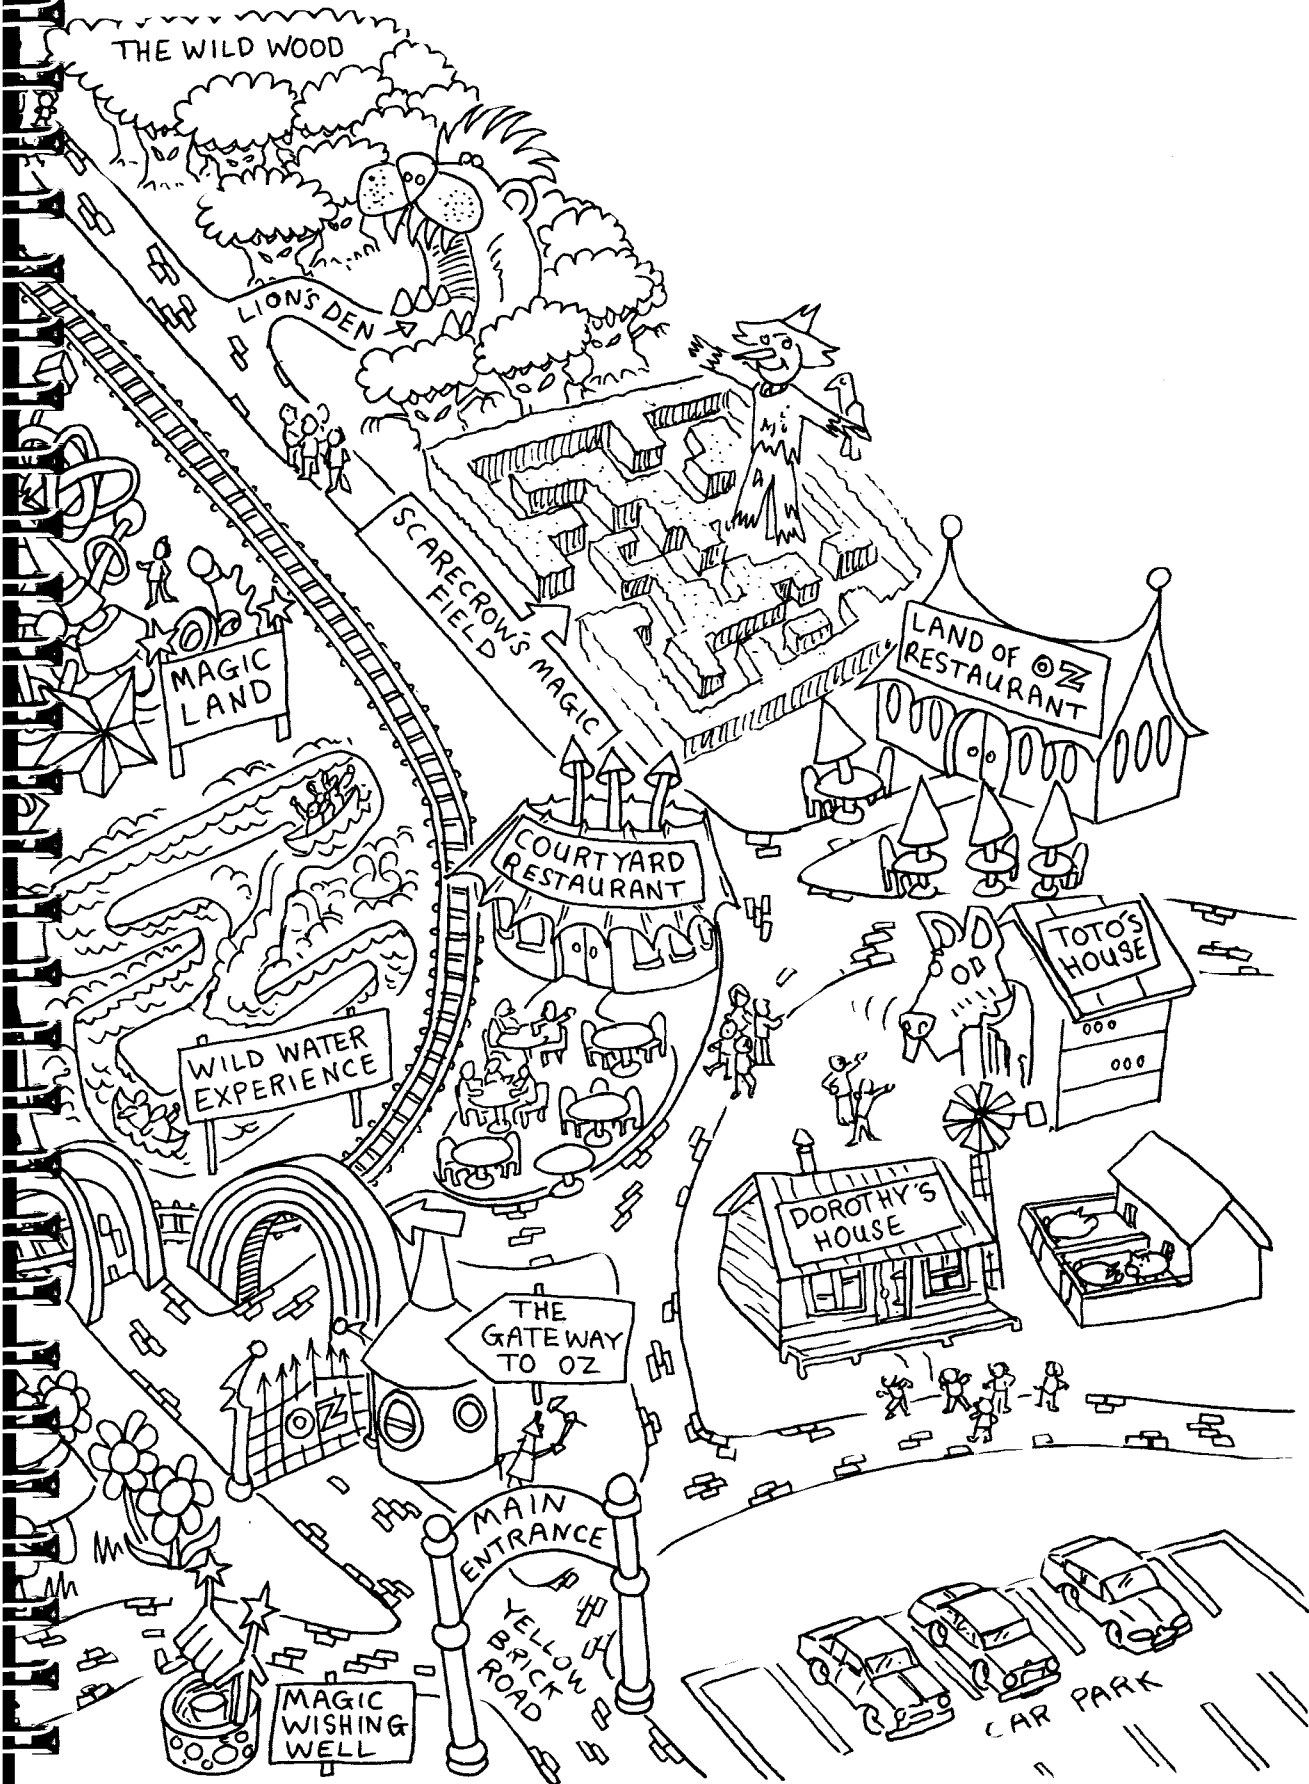 THE WILD WOOD
LION'S DEN
SCARECROW'S MAGIC
FIELD
LAND OF OZ
RESTAURANT
MAGIC
LAND
COURTYARD
RESTAURANT
TOTO'S
HOUSE
WILD WATER
EXPERIENCE
DOROTHY'S
HOUSE
THE
GATEWAY
TO OZ
OZ
MAIN
ENTRANCE
YELLOW
BRICK
ROAD
MAGIC
WISHING
WELL
CAR PARK